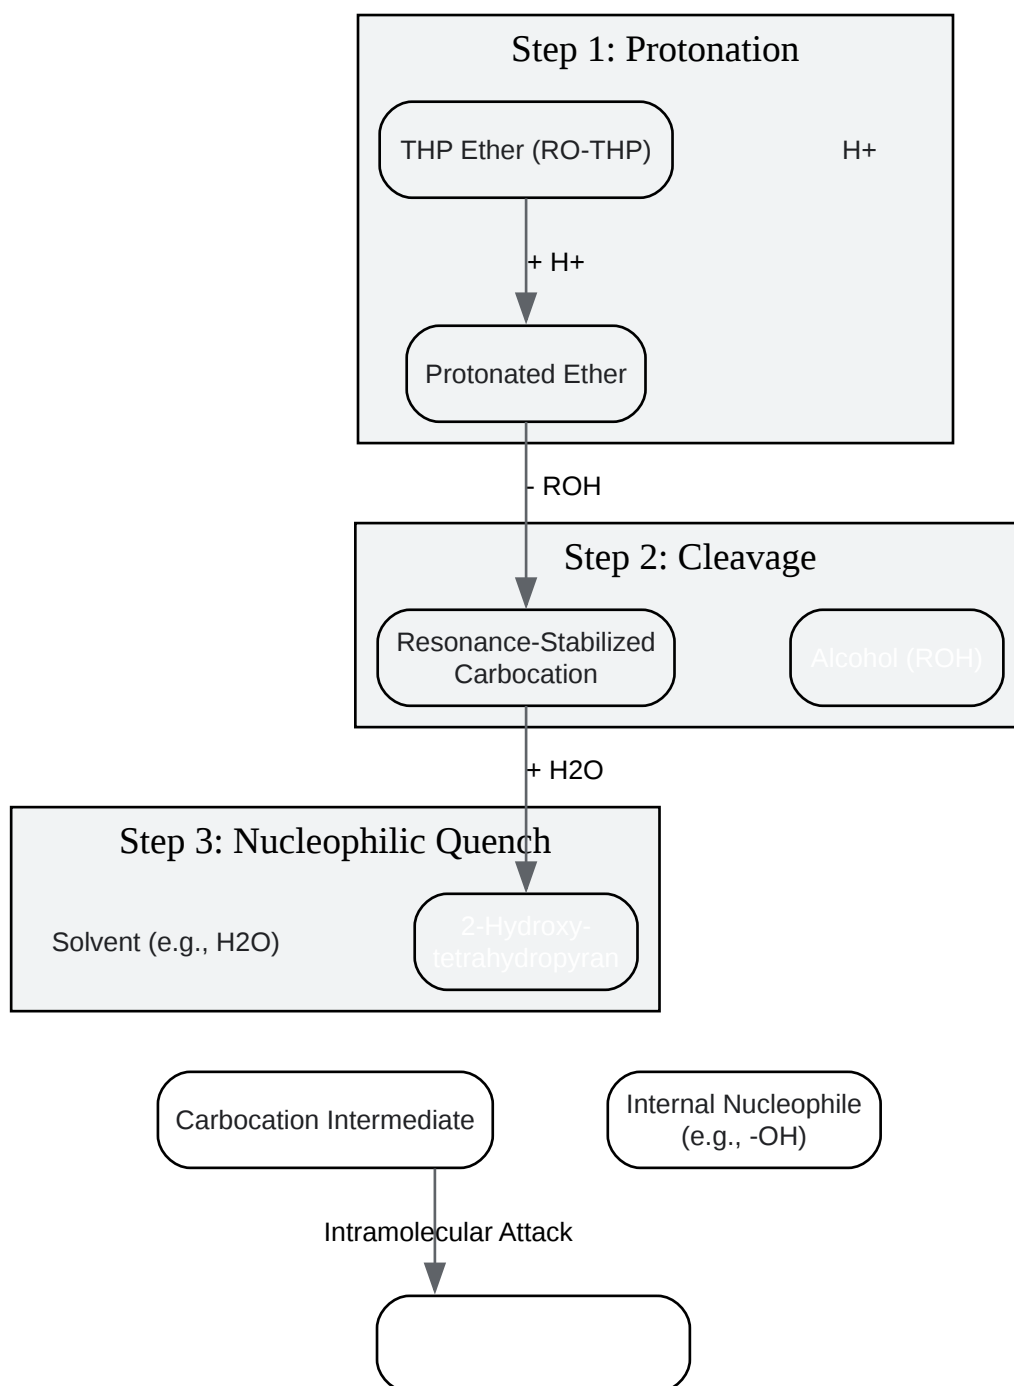 Step 1: Protonation
THP Ether (RO-THP)
H+
+ H+
Protonated Ether
- ROH
Step 2: Cleavage
Resonance-Stabilized
Carbocation
Alcohol (ROH)
+ H2O
Step 3: Nucleophilic Quench
Solvent (e.g., H2O)
2-Hydroxy-
tetrahydropyran
Carbocation Intermediate
Internal Nucleophile
(e.g., -OH)
Intramolecular Attack